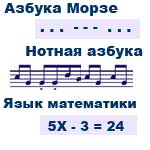 Азбука Морзе
... --- ...
Нотная азбука
Язык математики
5X - 3 = 24